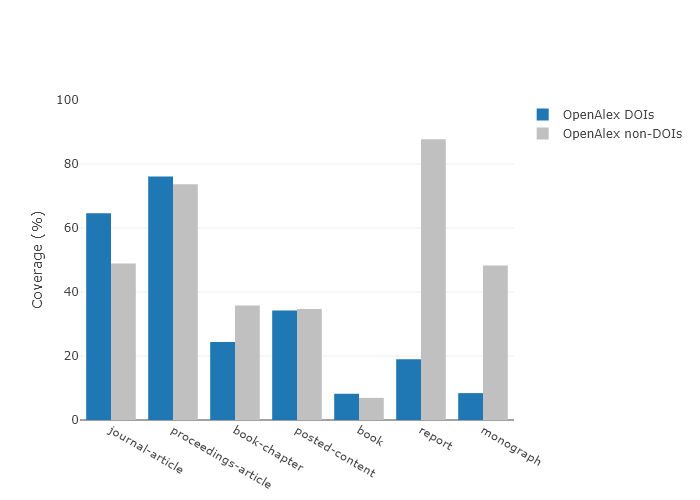 100
80
60
40
20
0
Coverage (%)
journal-article
proceedings-article
book-chapter
posted-content
book
report
monograph
OpenAlex DOIs
OpenAlex non-DOIs